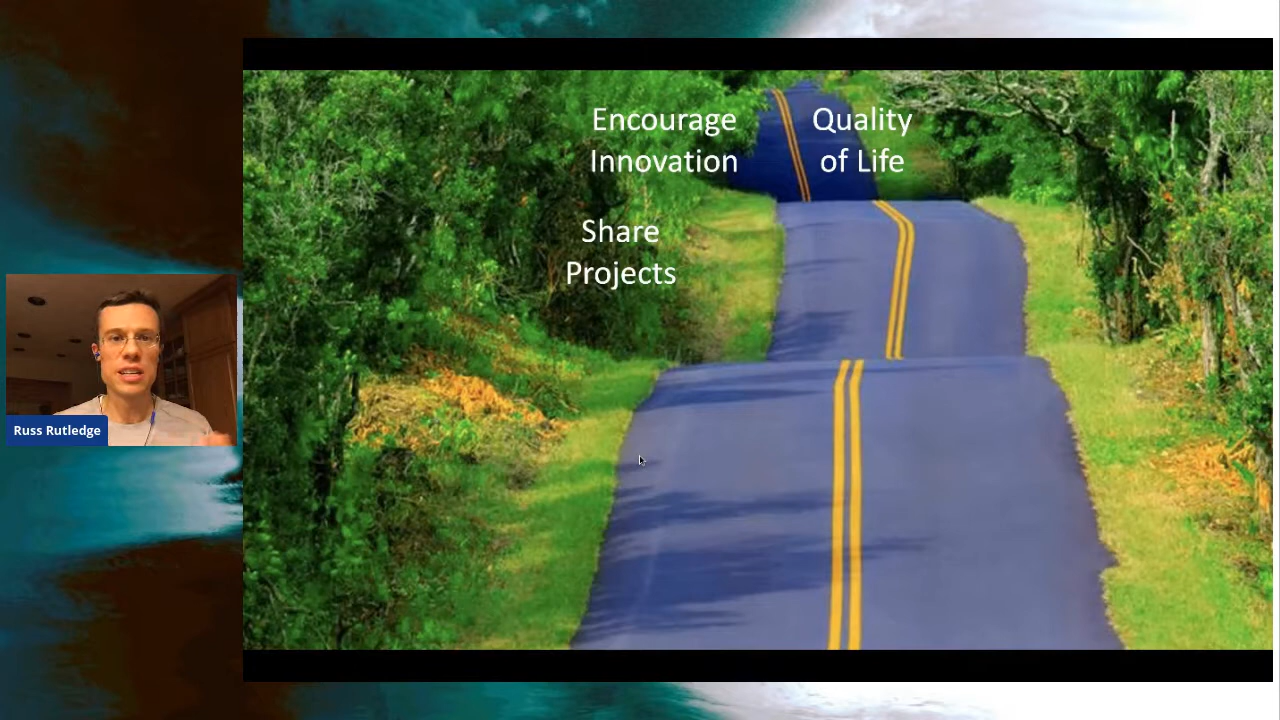 Encourage
Innovation
Quality
of Life
Share
Projects
Russ Rutledge